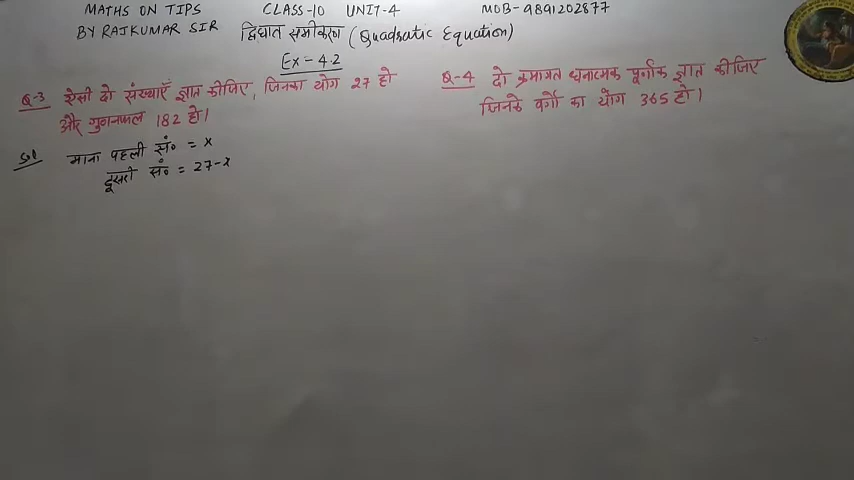 MATHS ON TIPS CLASS-10 UNIT-4 MOB-9891202877
BY RAJKUMAR SIR द्विघात समीकरण (Quadratic Equation)
Ex-4.2
Q-3 ऐसी दो संख्याएँ ज्ञात कीजिए, जिनका योग 27 हो
और गुणनफल 182 हो।
Sol माना पहली सं० = x
दूसरी सं० = 27-x
Q-4 दो क्रमागत धनात्मक पूर्णांक ज्ञात कीजिए
जिनके वर्गों का योग 365 हो।